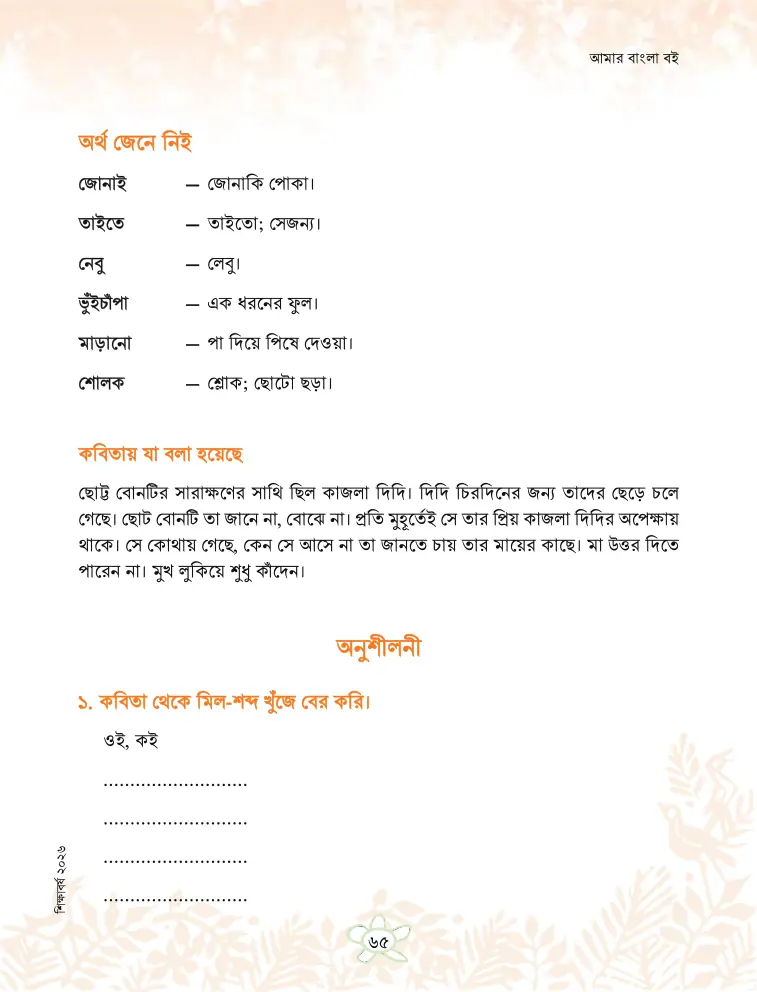 আমার বাংলা বই
অর্থ জেনে নিই
জোনাই — জোনাকি পোকা।
তাইতে — তাইতো; সেজন্য।
নেবু — লেবু।
ভুঁইচাঁপা — এক ধরনের ফুল।
মাড়ানো — পা দিয়ে পিষে দেওয়া।
শোলক — শ্লোক; ছোটো ছড়া।
কবিতায় যা বলা হয়েছে
ছোট্ট বোনটির সারাক্ষণের সাথি ছিল কাজলা দিদি। দিদি চিরদিনের জন্য তাদের ছেড়ে চলে
গেছে। ছোট বোনটি তা জানে না, বোঝে না। প্রতি মুহূর্তেই সে তার প্রিয় কাজলা দিদির অপেক্ষায়
থাকে। সে কোথায় গেছে, কেন সে আসে না তা জানতে চায় তার মায়ের কাছে। মা উত্তর দিতে
পারেন না। মুখ লুকিয়ে শুধু কাঁদেন।
অনুশীলনী
১. কবিতা থেকে মিল-শব্দ খুঁজে বের করি।
ওই, কই
...........................
...........................
...........................
...........................
শিক্ষাবর্ষ ২০২৬
৬৫